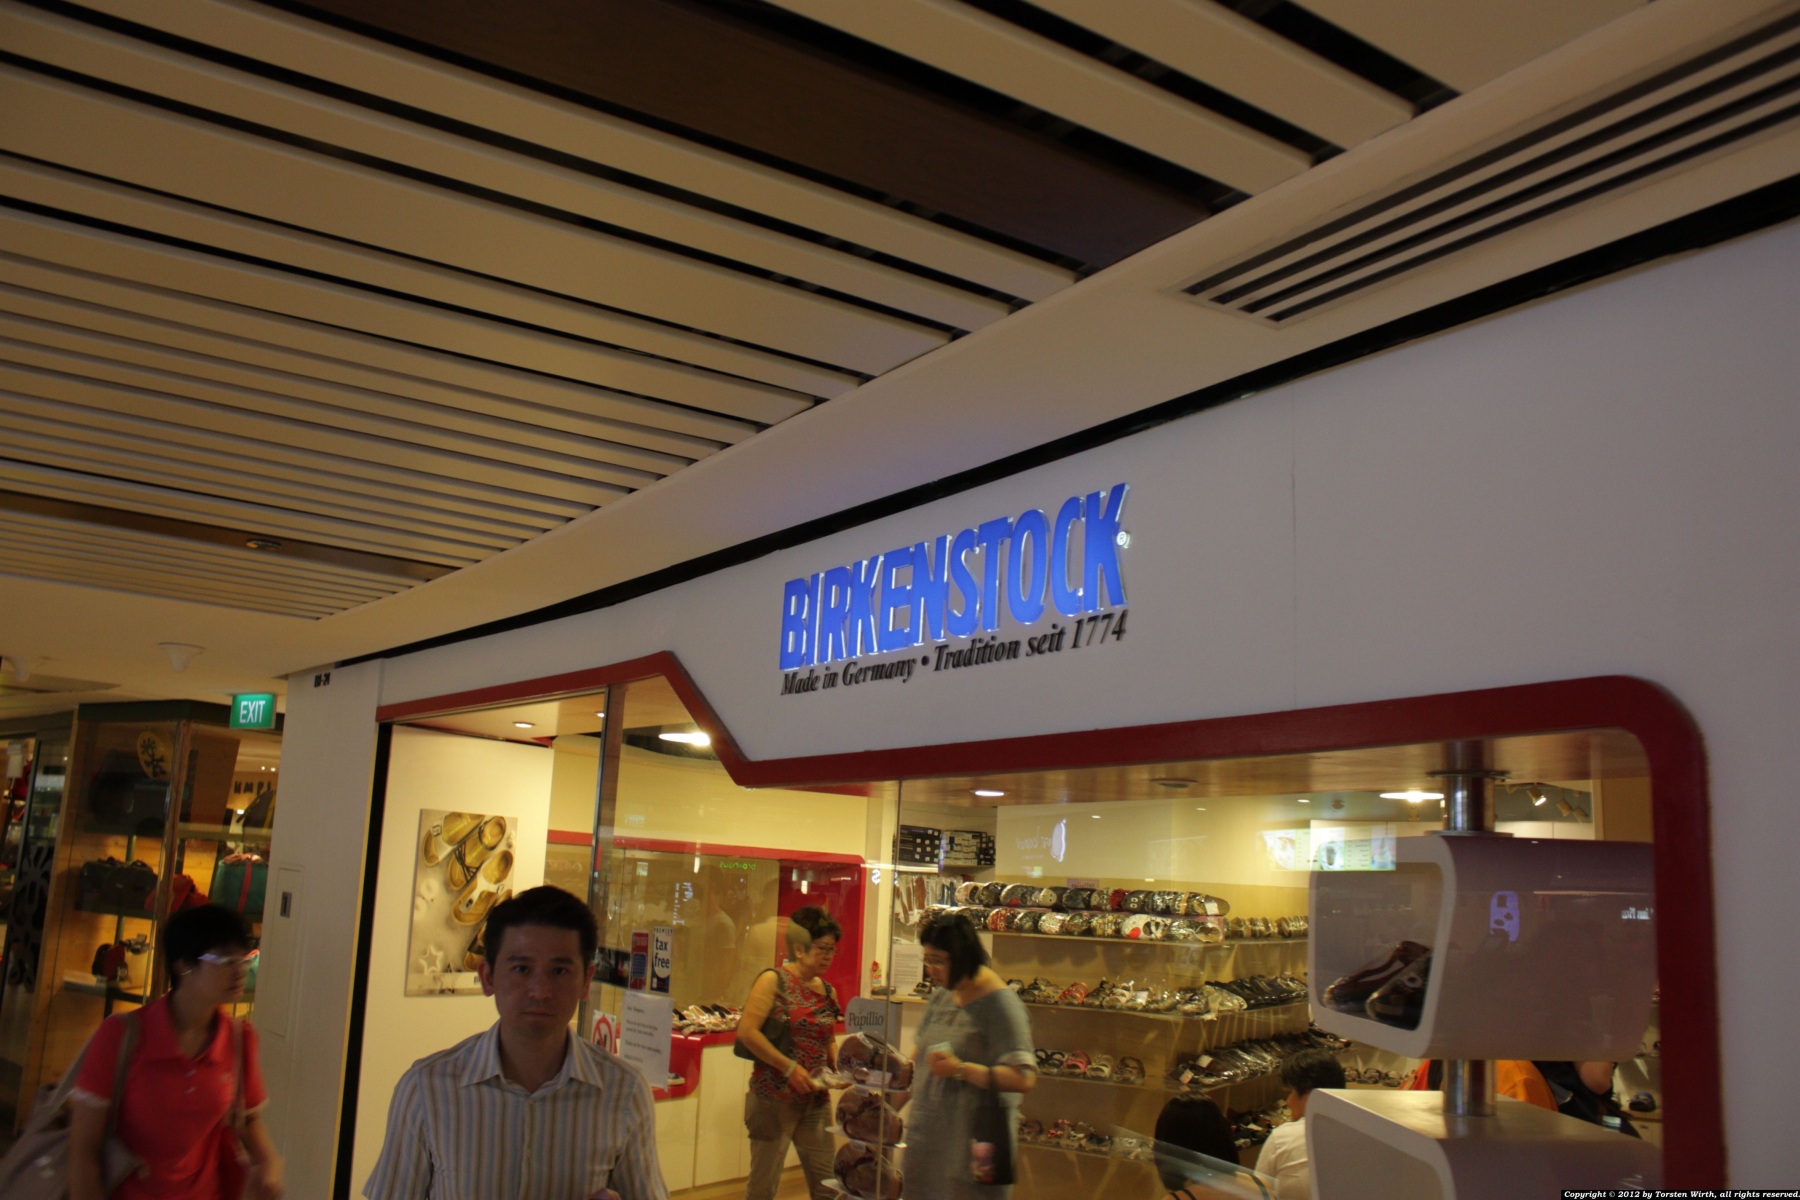 BIRKENSTOCK®
Made in Germany • Tradition seit 1774
EXIT
tax
free
Papillio
Copyright © 2012 by Torsten Wirth, all rights reserved.